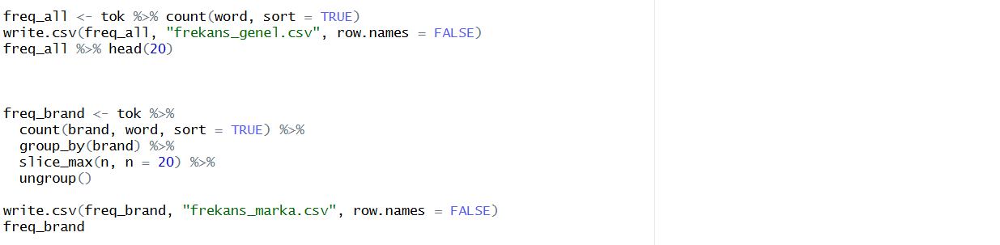 freq_all <- tok %>% count(word, sort = TRUE)
write.csv(freq_all, "frekans_genel.csv", row.names = FALSE)
freq_all %>% head(20)
freq_brand <- tok %>%
  count(brand, word, sort = TRUE) %>%
  group_by(brand) %>%
  slice_max(n, n = 20) %>%
  ungroup()
write.csv(freq_brand, "frekans_marka.csv", row.names = FALSE)
freq_brand